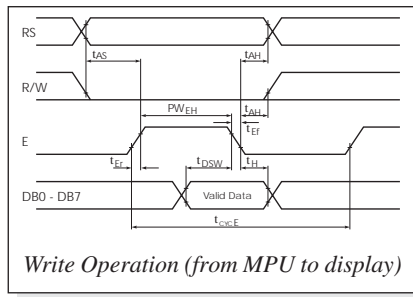 RS
tAS
tAH
R/W
PWEH
tAH
tEf
E
tEr
tDSW
tH
DB0 - DB7
Valid Data
tCYCE
Write Operation (from MPU to display)